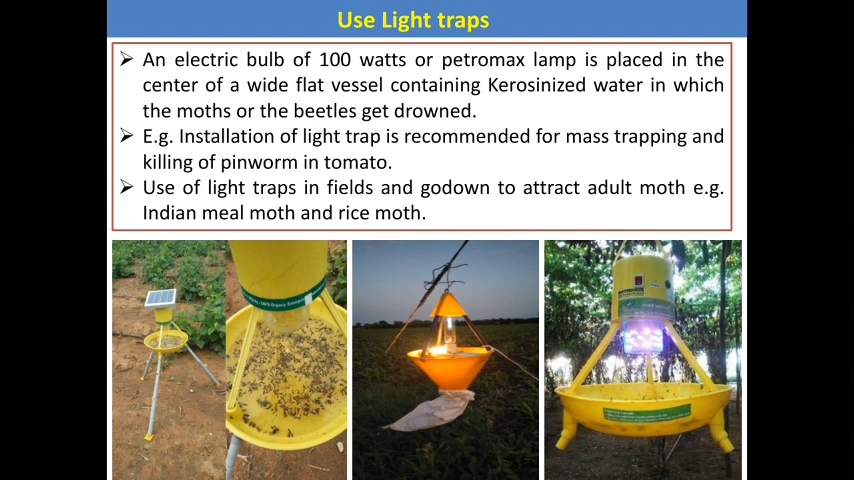 Use Light traps
➢ An electric bulb of 100 watts or petromax lamp is placed in the
center of a wide flat vessel containing Kerosinized water in which
the moths or the beetles get drowned.
➢ E.g. Installation of light trap is recommended for mass trapping and
killing of pinworm in tomato.
➢ Use of light traps in fields and godown to attract adult moth e.g.
Indian meal moth and rice moth.